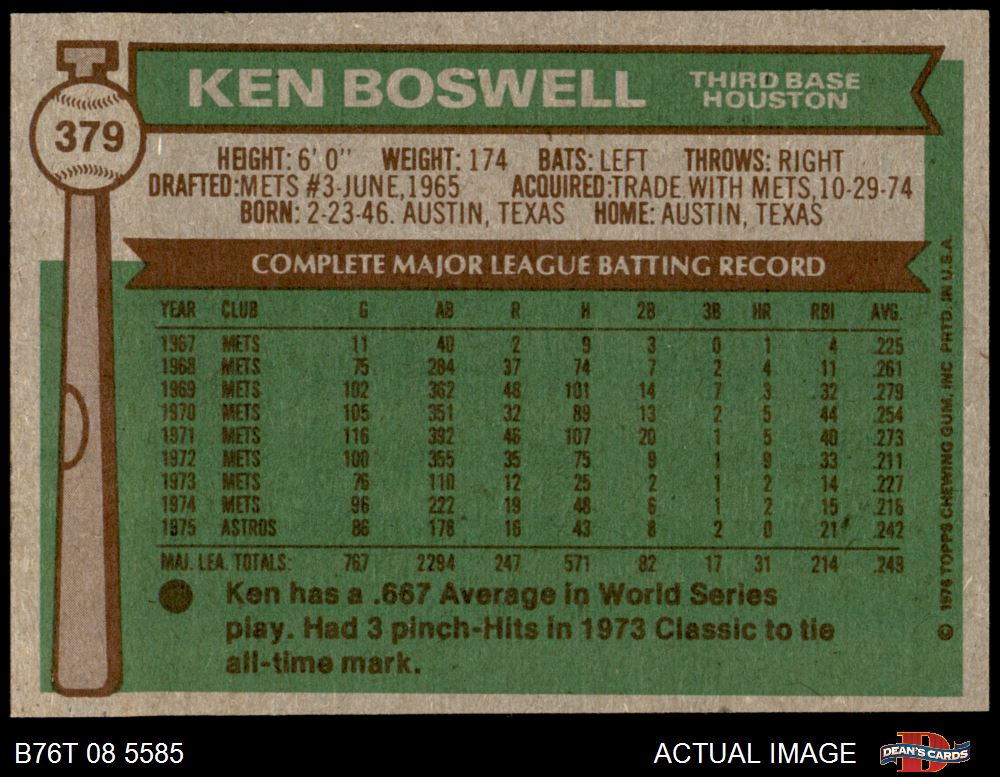 KEN BOSWELL
THIRD BASE
HOUSTON
379
HEIGHT: 6' 0" WEIGHT: 174 BATS: LEFT THROWS: RIGHT
DRAFTED: METS #3-JUNE, 1965 ACQUIRED: TRADE WITH METS, 10-29-74
BORN: 2-23-46. AUSTIN, TEXAS HOME: AUSTIN, TEXAS
COMPLETE MAJOR LEAGUE BATTING RECORD
YEAR CLUB G AB R H 2B 3B HR RBI AVG.
1967 METS 11 40 2 9 3 0 1 4 .225
1968 METS 75 284 37 74 7 2 4 11 .261
1969 METS 102 362 48 101 14 7 3 32 .279
1970 METS 105 351 32 89 13 2 5 44 .254
1971 METS 116 392 46 107 20 1 5 40 .273
1972 METS 100 355 35 75 9 1 9 33 .211
1973 METS 76 110 12 25 2 1 2 14 .227
1974 METS 96 222 19 48 6 1 2 15 .216
1975 ASTROS 86 178 16 43 8 2 0 21 .242
MAJ. LEA. TOTALS: 767 2294 247 571 82 17 31 214 .249
Ken has a .667 Average in World Series
play. Had 3 pinch-Hits in 1973 Classic to tie
all-time mark.
© 1976 TOPPS CHEWING GUM, INC PRTD. IN U.S.A.
B76T 08 5585
ACTUAL IMAGE
DEAN'S CARDS